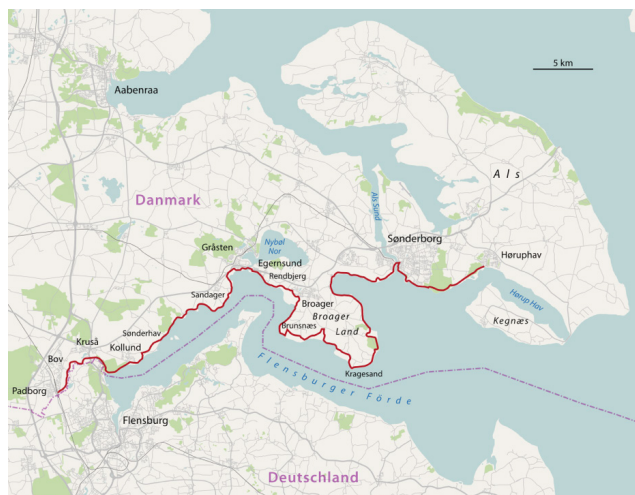 5 km
Aabenraa
Als
Danmark
Als Sund
Nybøl
Nor
Sønderborg
Gråsten
Egernsund
Rendbjerg
Høruphav
Sandager
Broager
Broager
Land
Hørup Hav
Kegnæs
Brunsnæs
Sønderhav
Kruså
Kollund
Bov
Kragesand
Padborg
Flensburger Förde
Flensburg
Deutschland